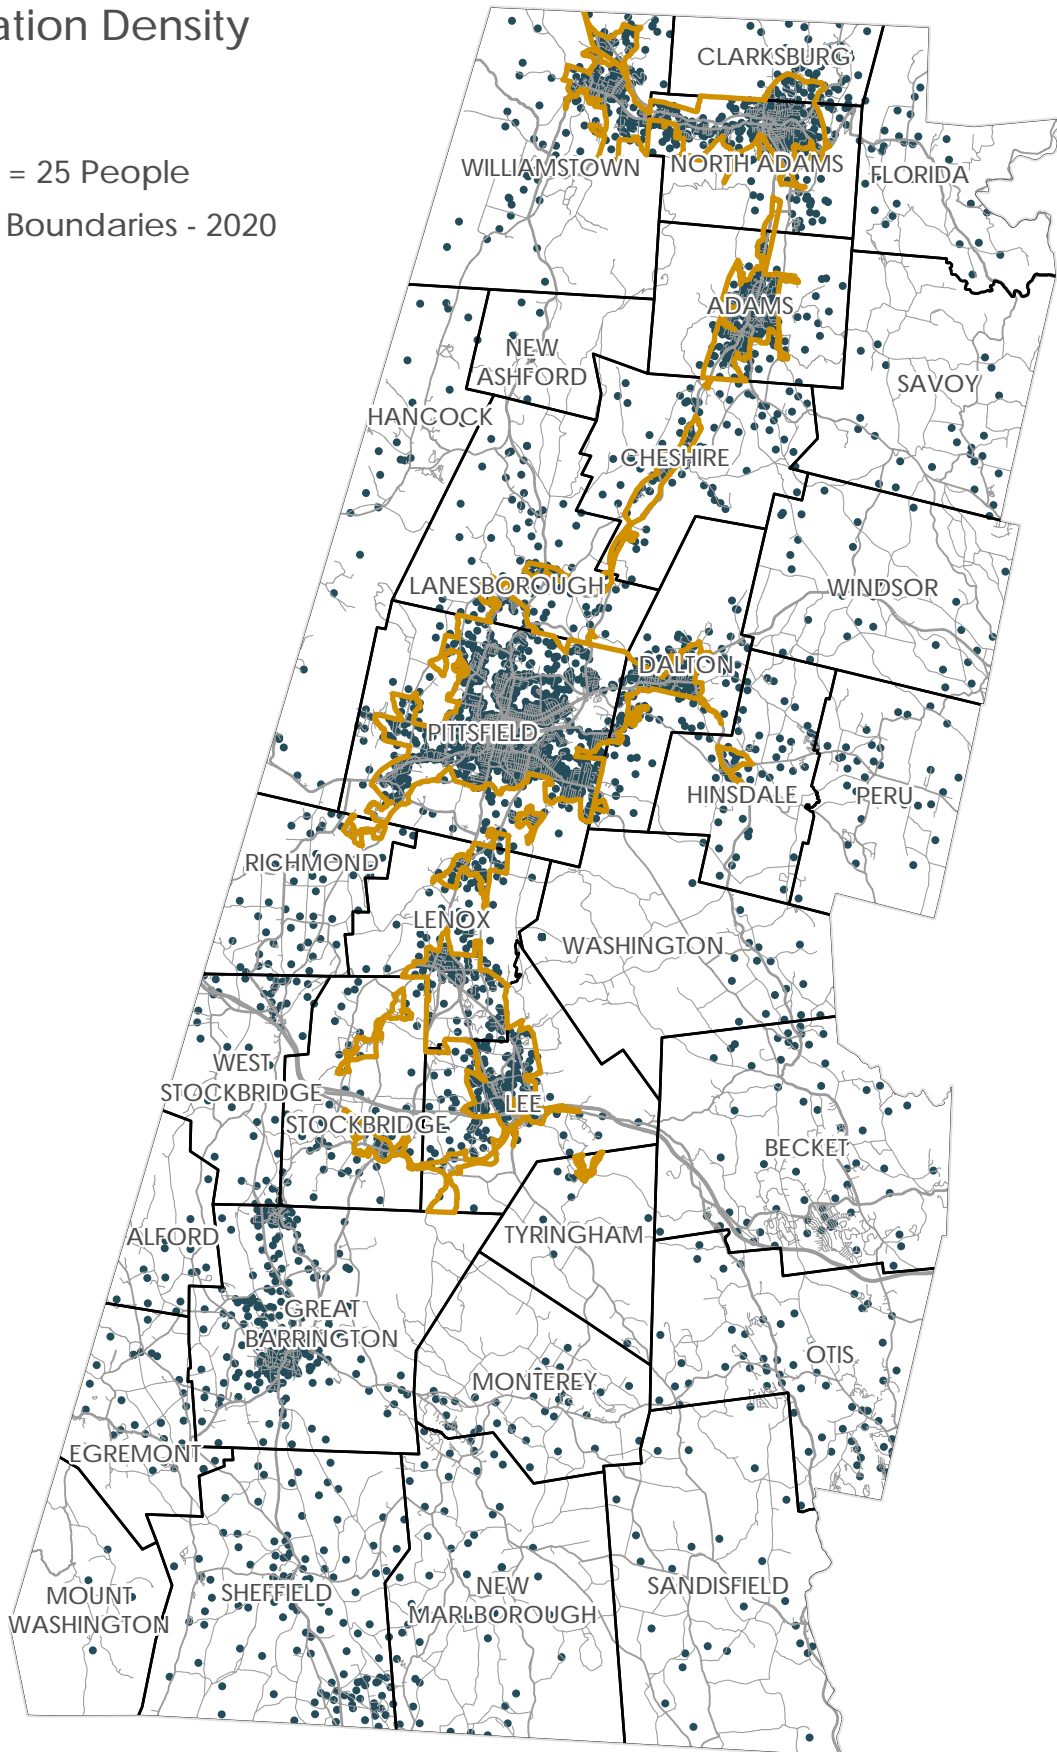 ation Density
= 25 People
Boundaries - 2020
CLARKSBURG
WILLIAMSTOWN
NORTH ADAMS
FLORIDA
ADAMS
NEW
ASHFORD
SAVOY
HANCOCK
CHESHIRE
LANESBOROUGH
WINDSOR
DALTON
PITTSFIELD
HINSDALE
PERU
RICHMOND
LENOX
WASHINGTON
WEST
STOCKBRIDGE
LEE
STOCKBRIDGE
BECKET
TYRINGHAM
ALFORD
GREAT
BARRINGTON
OTIS
MONTEREY
EGREMONT
MOUNT
WASHINGTON
SHEFFIELD
NEW
MARLBOROUGH
SANDISFIELD